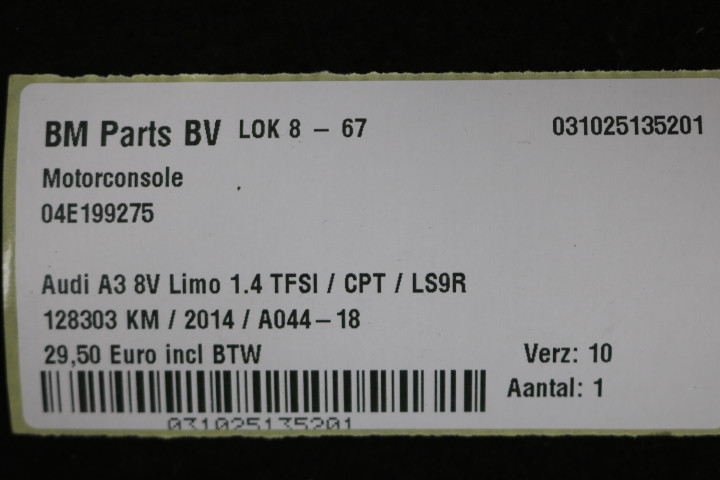 BM Parts BV LOK 8 - 67 031025135201
Motorconsole
04E199275
Audi A3 8V Limo 1.4 TFSI / CPT / LS9R
128303 KM / 2014 / A044-18
29,50 Euro incl BTW Verz: 10
Aantal: 1
031025135201